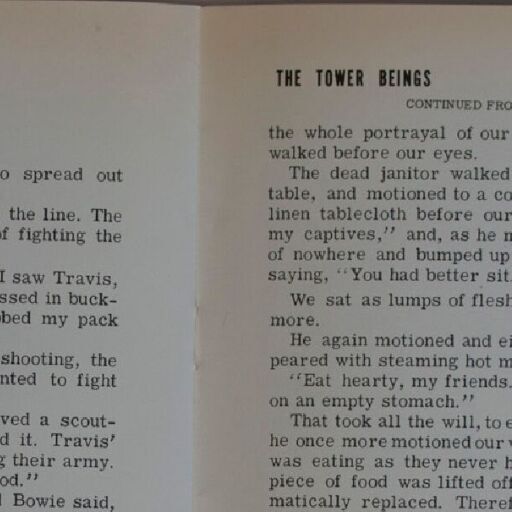 o spread out
the line. The
f fighting the
I saw Travis,
ssed in buck-
bed my pack
shooting, the
nted to fight
ved a scout-
d it. Travis'
g their army.
od."
Bowie said,
THE TOWER BEINGS
CONTINUED FRO
the whole portrayal of our
walked before our eyes.
The dead janitor walked
table, and motioned to a co
linen tablecloth before our
my captives," and, as he m
of nowhere and bumped up
saying, "You had better sit.
We sat as lumps of flesh
more.
He again motioned and ei
peared with steaming hot m
"Eat hearty, my friends.
on an empty stomach."
That took all the will, to e
he once more motioned our
was eating as they never h
piece of food was lifted off
matically replaced. Theref